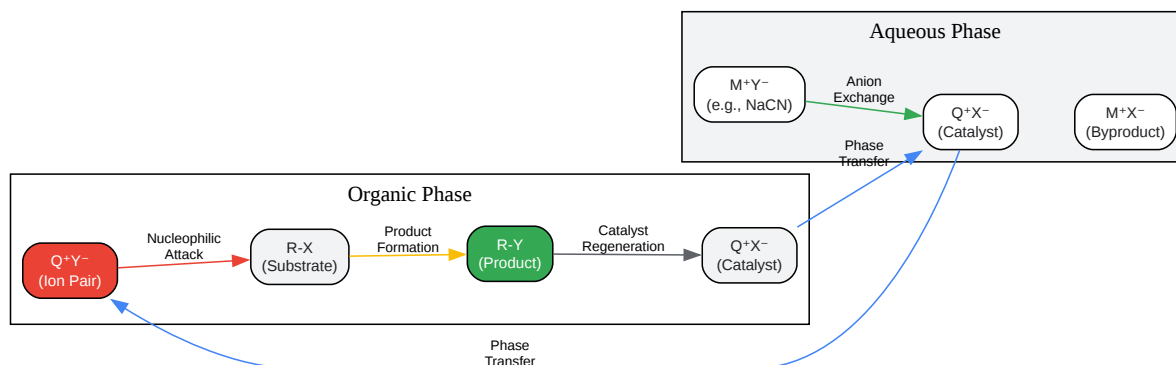 Aqueous Phase
M⁺Y⁻
(e.g., NaCN)
Anion
Exchange
Q⁺X⁻
(Catalyst)
M⁺X⁻
(Byproduct)
Phase
Transfer
Organic Phase
Q⁺Y⁻
(Ion Pair)
Nucleophilic
Attack
R-X
(Substrate)
Product
Formation
R-Y
(Product)
Catalyst
Regeneration
Q⁺X⁻
(Catalyst)
Phase
Transfer